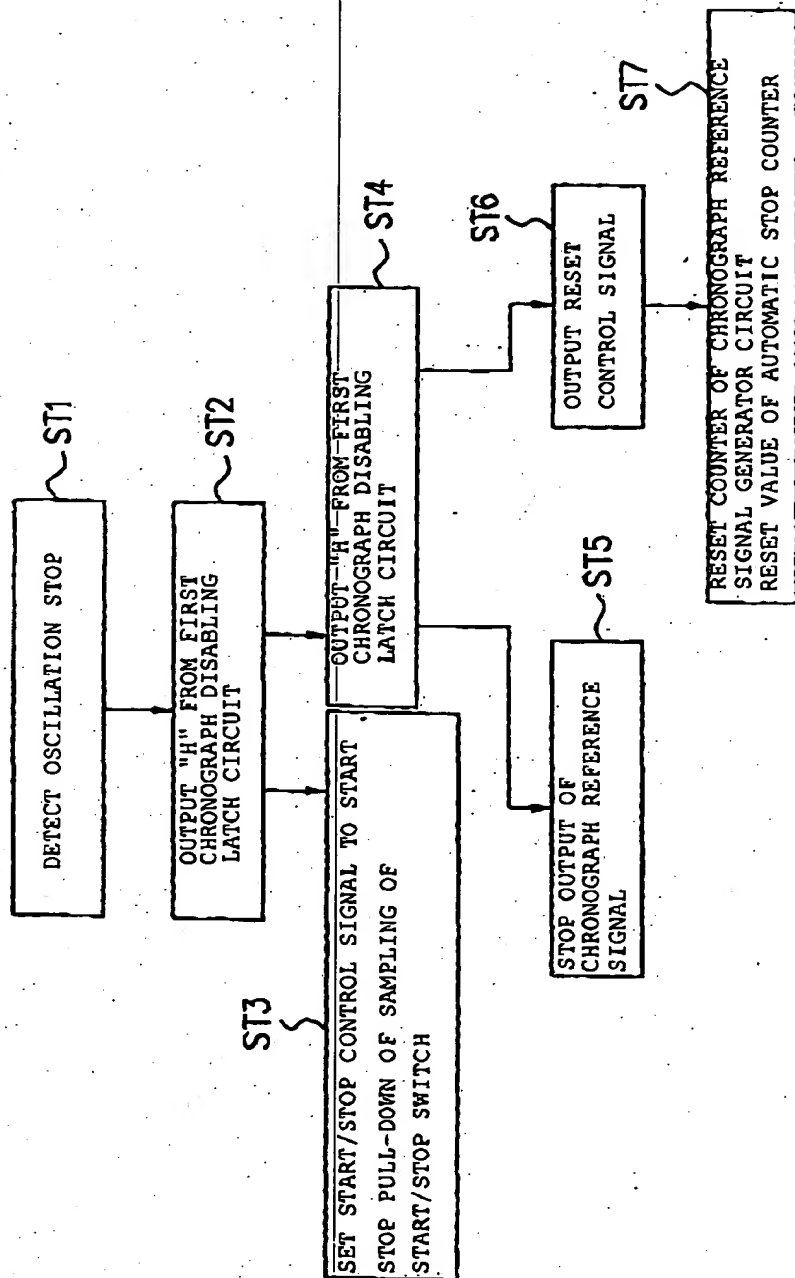 DETECT OSCILLATION STOP
ST1
OUTPUT "H" FROM FIRST
CHRONOGRAPH DISABLING
LATCH CIRCUIT
ST2
SET START/STOP CONTROL SIGNAL TO START
STOP PULL-DOWN OF SAMPLING OF
START/STOP SWITCH
ST3
OUTPUT "H" FROM FIRST
CHRONOGRAPH DISABLING
LATCH CIRCUIT
ST4
STOP OUTPUT OF
CHRONOGRAPH REFERENCE
SIGNAL
ST5
OUTPUT RESET
CONTROL SIGNAL
ST6
RESET COUNTER OF CHRONOGRAPH REFERENCE
SIGNAL GENERATOR CIRCUIT
RESET VALUE OF AUTOMATIC STOP COUNTER
ST7